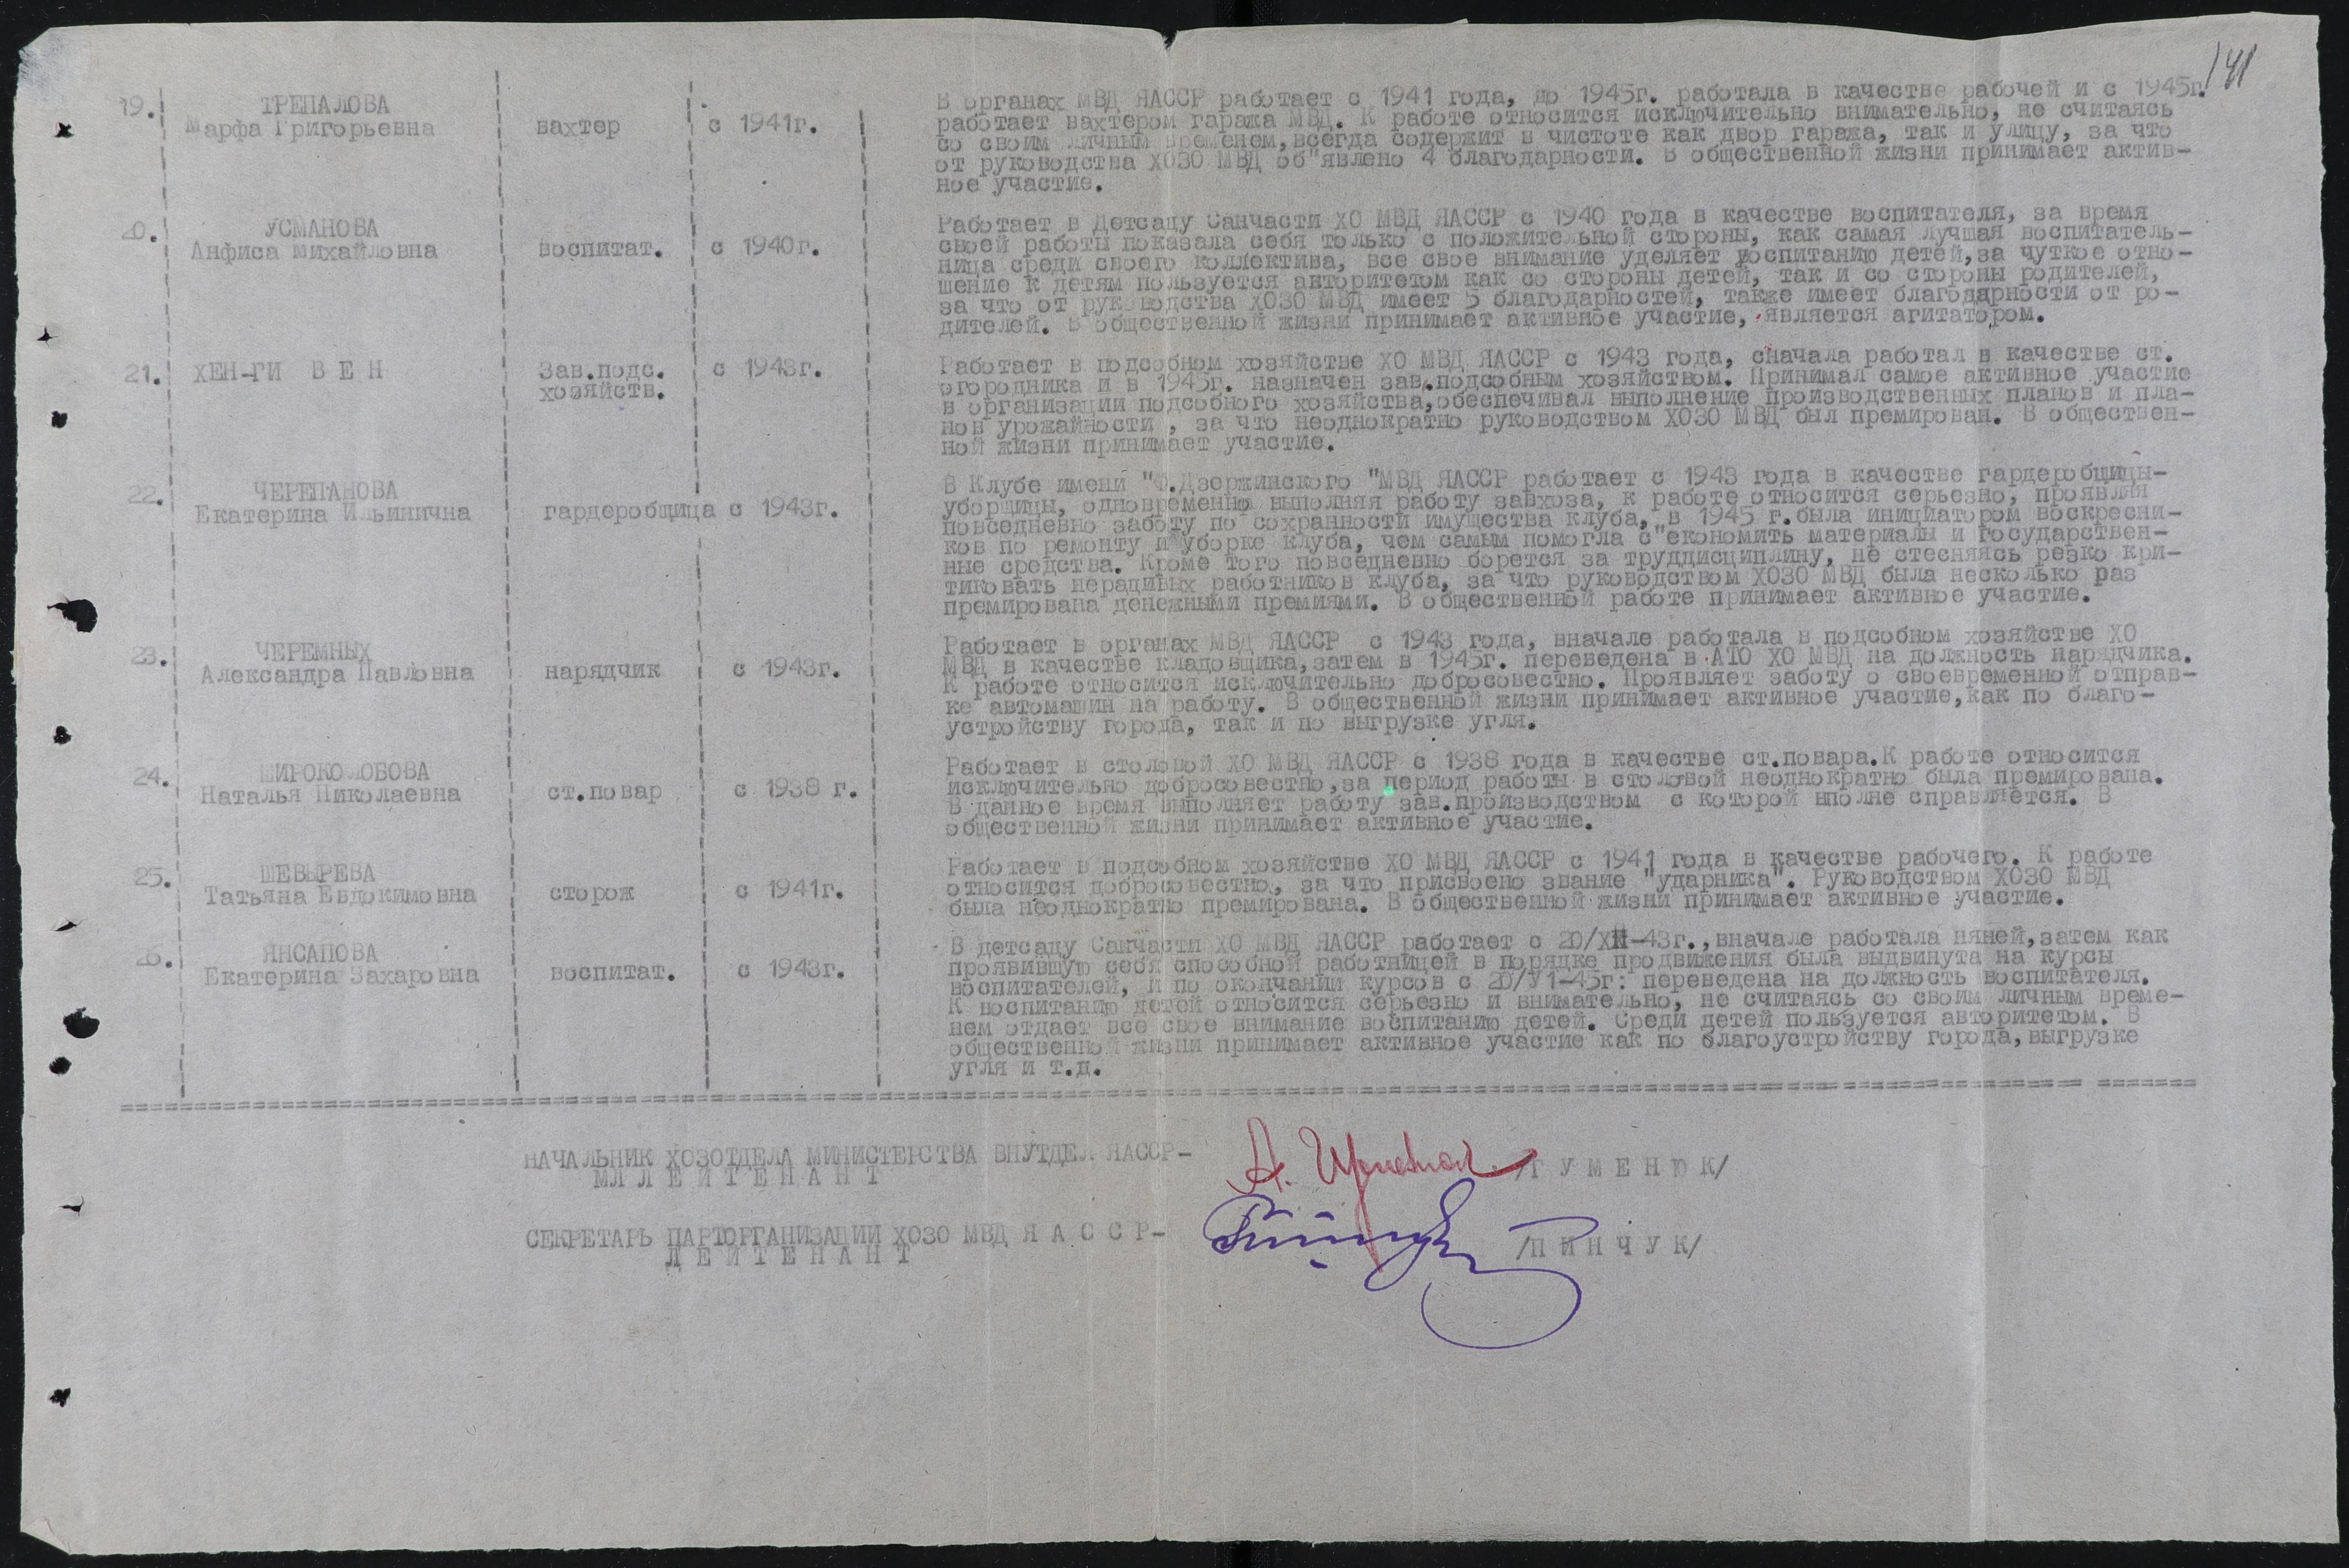 141
19. ТРЕПАЛОВА
Марфа Григорьевна вахтер с 1941г.
В органах МВД ЯАССР работает с 1941 года, до 1945г. работала в качестве рабочей и с 1945г.
работает вахтером гаража МВД. К работе относится исключительно внимательно, не считаясь
со своим личным временем, всегда содержит в чистоте как двор гаража, так и улицу, за что
от руководства ХОЗО МВД об"явлено 4 благодарности. В общественной жизни принимает актив-
ное участие.
20. УСМАНОВА
Анфиса Михайловна воспитат. с 1940г.
Работает в Детсаду Санчасти ХО МВД ЯАССР с 1940 года в качестве воспитателя, за время
своей работы показала себя только с положительной стороны, как самая лучшая воспитатель-
ница среди своего коллектива, все свое внимание уделяет воспитанию детей, за чуткое отно-
шение к детям пользуется авторитетом как со стороны детей, так и со стороны родителей,
за что от руководства ХОЗО МВД имеет 5 благодарностей, также имеет благодарности от ро-
дителей. В общественной жизни принимает активное участие, является агитатором.
21. ХЕН-ГИ ВЕН Зав.подс. с 1943г.
хозяйств.
Работает в подсобном хозяйстве ХО МВД ЯАССР с 1943 года, сначала работал в качестве ст.
огородника и в 1945г. назначен зав.подсобным хозяйством. Принимал самое активное участие
в организации подсобного хозяйства, обеспечивал выполнение производственных планов и пла-
нов урожайности, за что неоднократно руководством ХОЗО МВД был премирован. В обществен-
ной жизни принимает участие.
22. ЧЕРЕПАНОВА
Екатерина Ильинична гардеробщица с 1943г.
В Клубе имени "Ф.Дзержинского "МВД ЯАССР работает с 1943 года в качестве гардеробщицы-
уборщицы, одновременно выполняя работу завхоза, к работе относится серьезно, проявляя
повседневно заботу по сохранности имущества клуба, в 1945 г. была инициатором воскресни-
ков по ремонту и уборке клуба, чем самым помогла с"економить материалы и государствен-
ные средства. Кроме того повседневно борется за труддисциплину, не стесняясь резко кри-
тиковать нерадивых работников клуба, за что руководством ХОЗО МВД была несколько раз
премирована денежными премиями. В общественной работе принимает активное участие.
23. ЧЕРЕМНЫХ
Александра Павловна нарядчик с 1943г.
Работает в органах МВД ЯАССР с 1943 года, вначале работала в подсобном хозяйстве ХО
МВД в качестве кладовщика, затем в 1945г. переведена в АТО ХО МВД на должность нарядчика.
К работе относится исключительно добросовестно. Проявляет заботу о своевременной отправ-
ке автомашин на работу. В общественной жизни принимает активное участие, как по благо-
устройству города, так и по выгрузке угля.
24. ШИРОКОЛОБОВА
Наталья Николаевна ст.повар с 1938 г.
Работает в столовой ХО МВД ЯАССР с 1938 года в качестве ст.повара. К работе относится
исключительно добросовестно, за период работы в столовой неоднократно была премирована.
В данное время выполняет работу зав.производством с которой вполне справляется. В
общественной жизни принимает активное участие.
25. ШЕВЫРЕВА
Татьяна Евдокимовна сторож с 1941г.
Работает в подсобном хозяйстве ХО МВД ЯАССР с 1941 года в качестве рабочего. К работе
относится добросовестно, за что присвоено звание "ударника". Руководством ХОЗО МВД
была неоднократно премирована. В общественной жизни принимает активное участие.
26. ЯНСАПОВА
Екатерина Захаровна воспитат. с 1943г.
В детсаду Санчасти ХО МВД ЯАССР работает с 20/XII-43г., вначале работала няней, затем как
проявившую себя способной работницей в порядке продвижения была выдвинута на курсы
воспитателей, и по окончании курсов с 20/У1-45г: переведена на должность воспитателя.
К воспитанию детей относится серьезно и внимательно, не считаясь со своим личным време-
нем отдает все свое внимание воспитанию детей. Среди детей пользуется авторитетом. В
общественной жизни принимает активное участие как по благоустройству города, выгрузке
угля и т.д.
НАЧАЛЬНИК ХОЗОТДЕЛА МИНИСТЕРСТВА ВНУТДЕЛ ЯАССР-
МЛ ЛЕЙТЕНАНТ /ГУМЕНЮК/
СЕКРЕТАРЬ ПАРТОРГАНИЗАЦИИ ХОЗО МВД Я А С С Р-
ЛЕЙТЕНАНТ /ПИНЧУК/